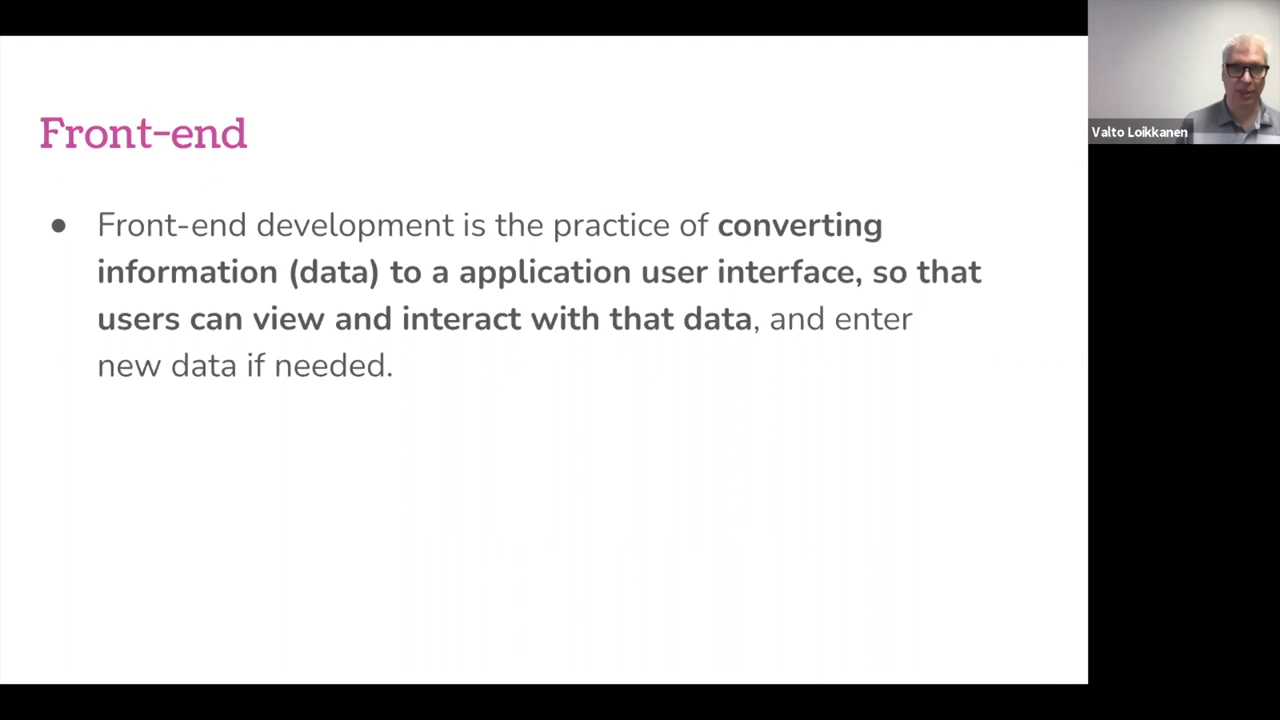 Front-end
● Front-end development is the practice of converting
information (data) to a application user interface, so that
users can view and interact with that data, and enter
new data if needed.
Valto Loikkanen